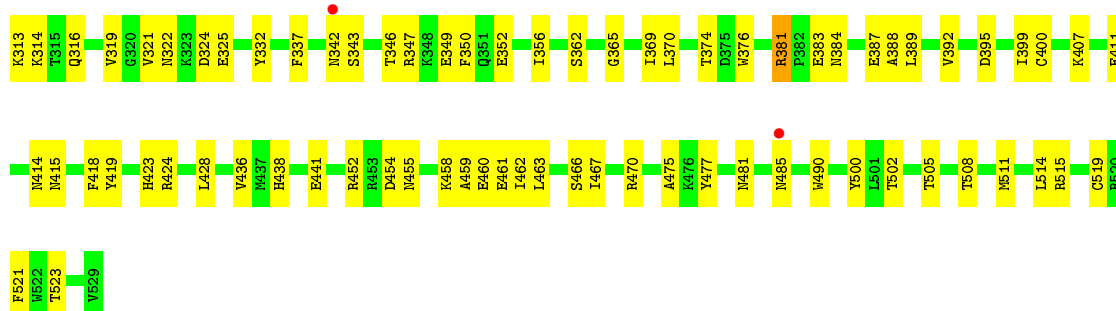 K313 K314 T315 Q316 V319 G320 V321 N322 K323 D324 E325 Y332 F337 N342 S343 T346 R347 K348 E349 F350 Q351 E352 I356 S362 G365 I369 L370 T374 D375 W376 R381 P382 E383 N384 E387 A388 L389 V392 D395 I399 C400 K407
N414 N415 F418 Y419 H423 R424 L428 V436 M437 H438 E441 R452 R453 D454 N455 K458 A459 E460 E461 I462 L463 S466 I467 R470 A475 K476 Y477 N481 N485 W490 Y500 L501 T502 T505 T508 M511 L514 R515 C519
F521 W522 T523 V529